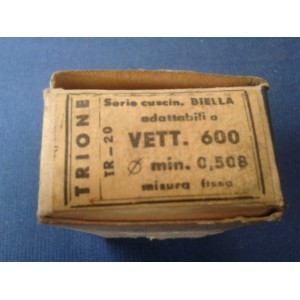 TRIONE
TR-20
Serie cuscin. BIELLA
adattabili a
VETT. 600
Ø min. 0,508
misura fissa